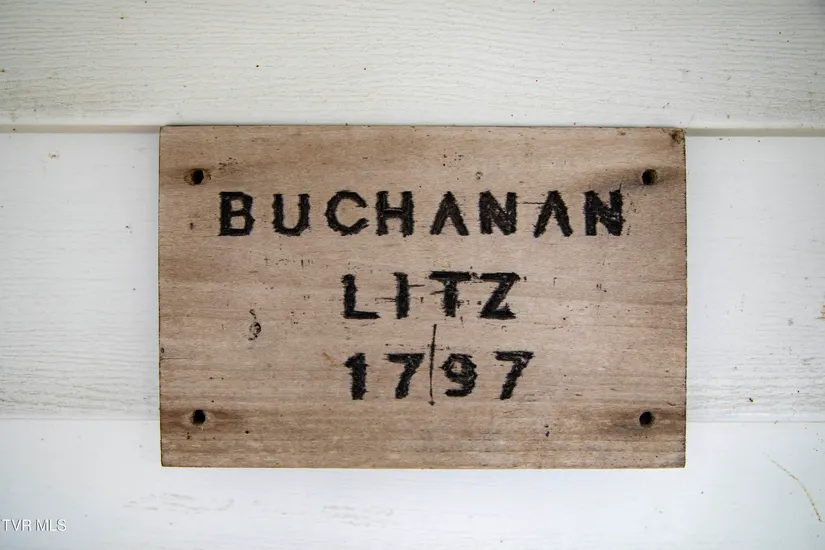 BUCHANAN
LITZ
1797
TVR MLS